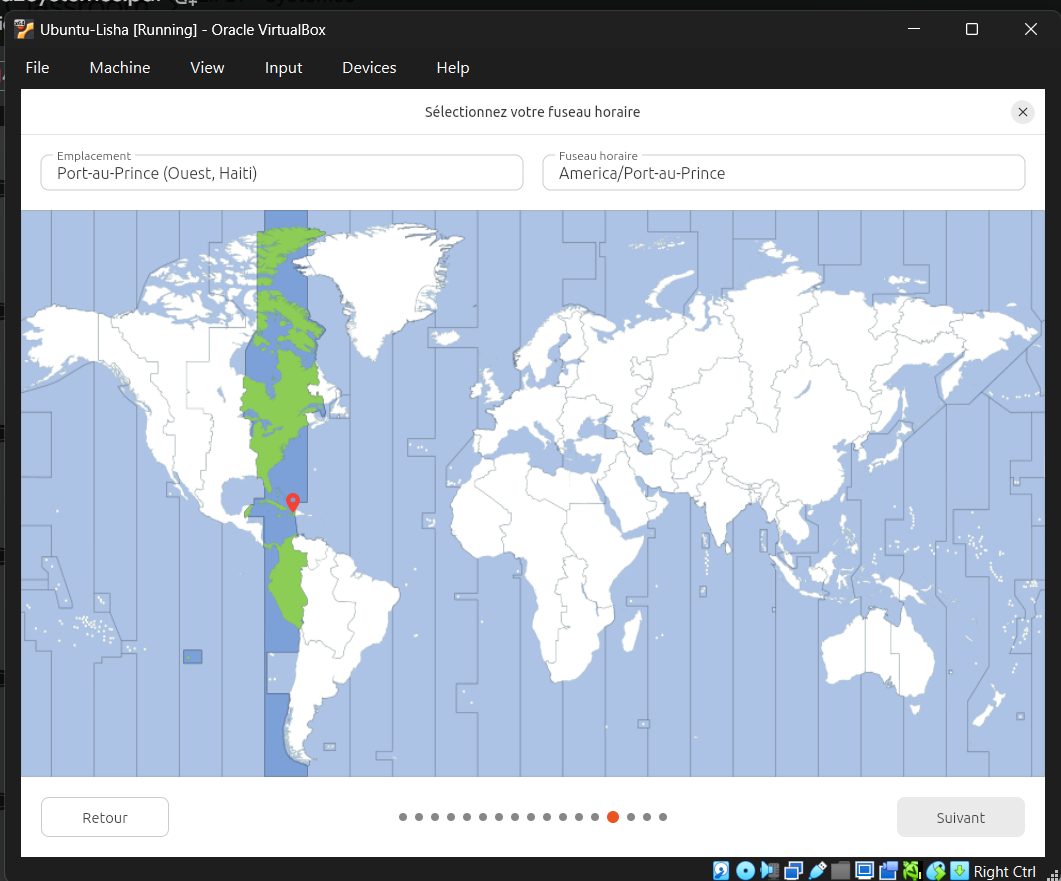 Ubuntu-Lisha [Running] - Oracle VirtualBox
File Machine View Input Devices Help
Sélectionnez votre fuseau horaire
Emplacement
Port-au-Prince (Ouest, Haiti)
Fuseau horaire
America/Port-au-Prince
Retour
Suivant
Right Ctrl